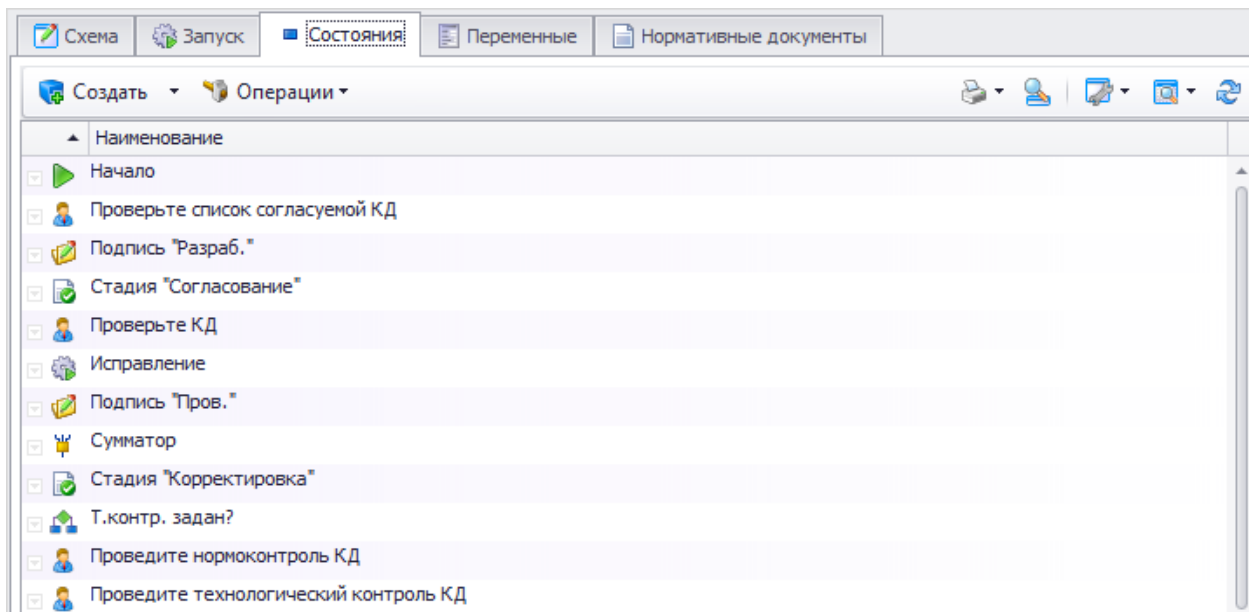 Схема Запуск Состояния Переменные Нормативные документы
Создать Операции
Наименование
Начало
Проверьте список согласуемой КД
Подпись "Разраб."
Стадия "Согласование"
Проверьте КД
Исправление
Подпись "Пров."
Сумматор
Стадия "Корректировка"
Т.контр. задан?
Проведите нормоконтроль КД
Проведите технологический контроль КД